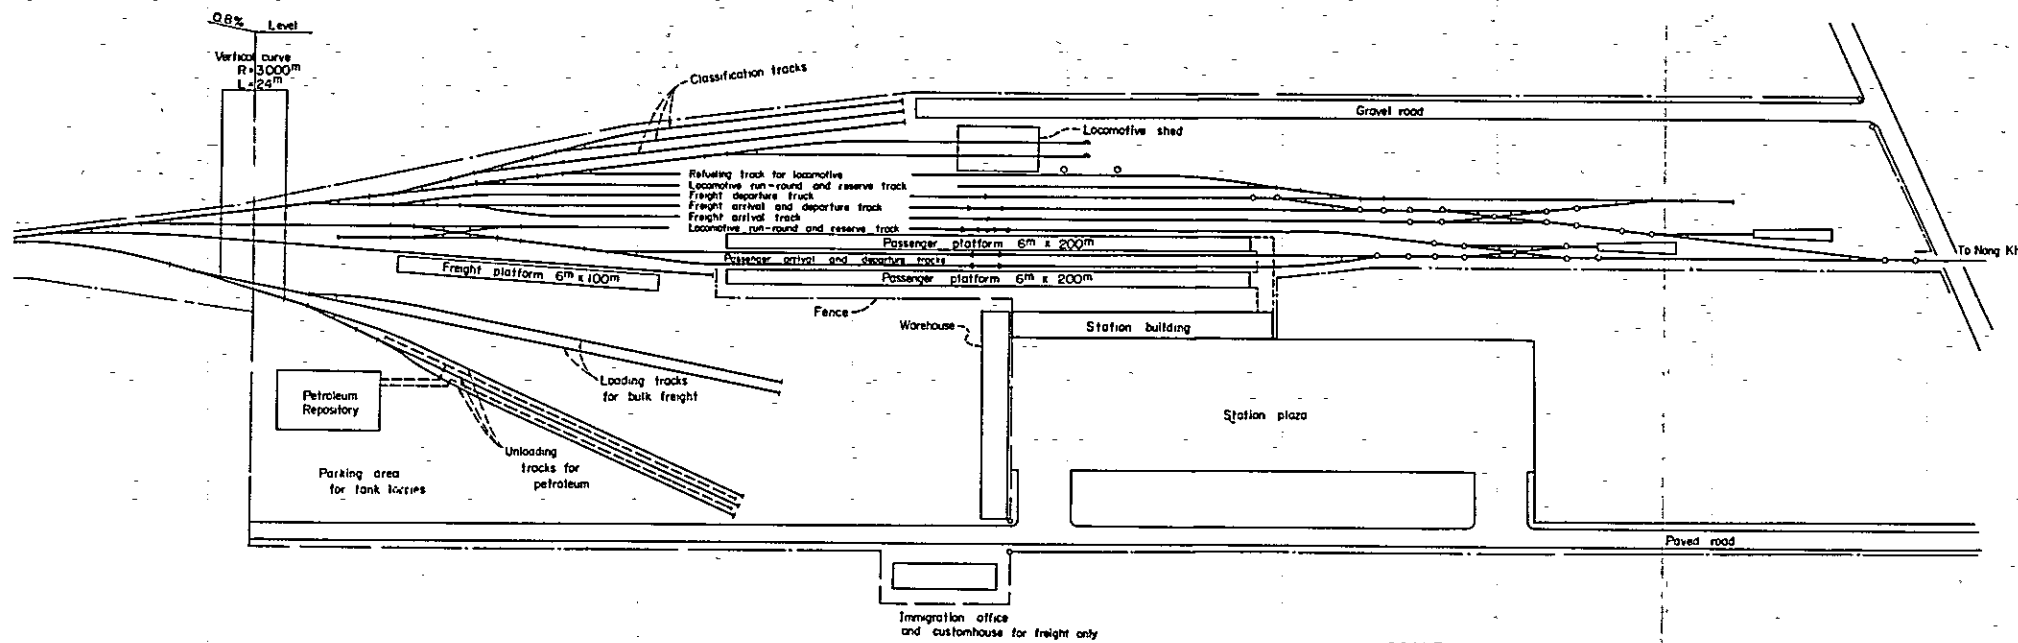 0.8%
Level
Vertical curve
R=3000m
L=24m
Classification tracks
Gravel road
Locomotive shed
Refueling track for locomotive
Locomotive run-round and reserve track
Freight departure truck
Freight arrival and departure track
Freight arrival track
Locomotive run-round and reserve track
Passenger platform 6m x 200m
Passenger arrival and departure tracks
Freight platform 6m x 100m
Passenger platform 6m x 200m
To Nong Kh
Fence
Warehouse
Station building
Loading tracks
for bulk freight
Petroleum
Repository
Station plaza
Unloading
tracks for
petroleum
Parking area
for tank lorries
Paved road
Immigration office
and customhouse for freight only